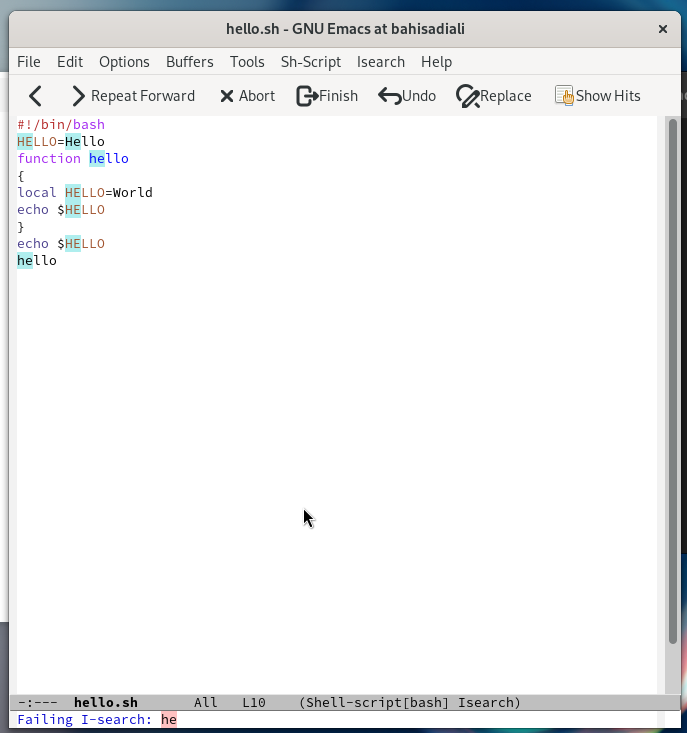 hello.sh - GNU Emacs at bahisadiali
File Edit Options Buffers Tools Sh-Script Isearch Help
Repeat Forward Abort Finish Undo Replace Show Hits
#!/bin/bash
HELLO=Hello
function hello
{
local HELLO=World
echo $HELLO
}
echo $HELLO
hello
-:--- hello.sh All L10 (Shell-script[bash] Isearch)
Failing I-search: he